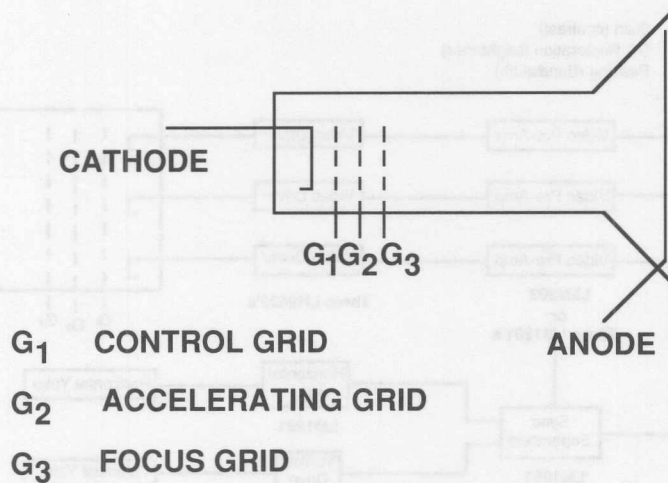 CATHODE
G₁G₂G₃
G₁ CONTROL GRID
ANODE
G₂ ACCELERATING GRID
G₃ FOCUS GRID